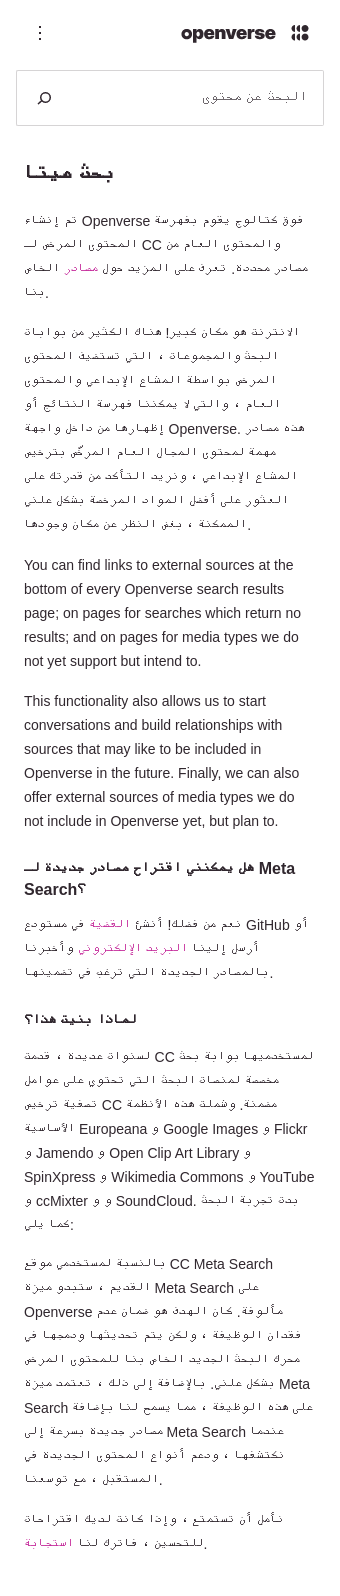 openverse
البحث عن محتوى
بحث ميتا
تم إنشاء Openverse فوق كتالوج يقوم بفهرسة
المحتوى المرخص لـ CC والمحتوى العام من
مصادر محددة. تعرف على المزيد حول مصادر الخاص
بنا.
الانترنة هو مكان كبير! هناك الكثير من بوابات
البحث والمجموعات ، التي تستضيف المحتوى
المرخص بواسطة المشاع الإبداعي والمحتوى
العام ، والتي لا يمكننا فهرسة النتائج أو
إظهارها من داخل واجهة Openverse. هذه مصادر
مهمة لمحتوى المجال العام المرخّص بترخيص
المشاع الإبداعي ، ونريد التأكد من قدرتك على
العثور على أفضل المواد المرخصة بشكل علني
الممكنة ، بغض النظر عن مكان وجودها.
You can find links to external sources at the
bottom of every Openverse search results
page; on pages for searches which return no
results; and on pages for media types we do
not yet support but intend to.
This functionality also allows us to start
conversations and build relationships with
sources that may like to be included in
Openverse in the future. Finally, we can also
offer external sources of media types we do
not include in Openverse yet, but plan to.
هل يمكنني اقتراح مصادر جديدة لـ Meta
Search؟
نعم من فضلك! أنشئ القضية في مستودع GitHub أو
أرسل إلينا البريد الإلكتروني وأخبرنا
بالمصادر الجديدة التي ترغب في تضمينها.
لماذا بنيت هذا؟
لسنوات عديدة ، قدمت CC لمستخدميها بوابة بحث
مخصصة لمنصات البحث التي تحتوي على عوامل
تصفية ترخيص CC مضمنة. وشملت هذه الأنظمة
الأساسية Europeana و Google Images و Flickr
و Jamendo و Open Clip Art Library و
SpinXpress و Wikimedia Commons و YouTube
و ccMixter و و SoundCloud. بدت تجربة البحث
كما يلي:
بالنسبة لمستخدمي موقع CC Meta Search
القديم ، ستبدو ميزة Meta Search على
Openverse مألوفة. كان الهدف هو ضمان عدم
فقدان الوظيفة ، ولكن يتم تحديثها ودمجها في
محرك البحث الجديد الخاص بنا للمحتوى المرخص
بشكل علني. بالإضافة إلى ذلك ، تعتمد ميزة Meta
Search على هذه الوظيفة ، مما يسمح لنا بإضافة
مصادر جديدة بسرعة إلى Meta Search عندما
نكتشفها ، ودعم أنواع المحتوى الجديدة في
المستقبل ، مع توسعنا.
نأمل أن تستمتع ، وإذا كانت لديك اقتراحات
للتحسين ، فاترك لنا استجابة.